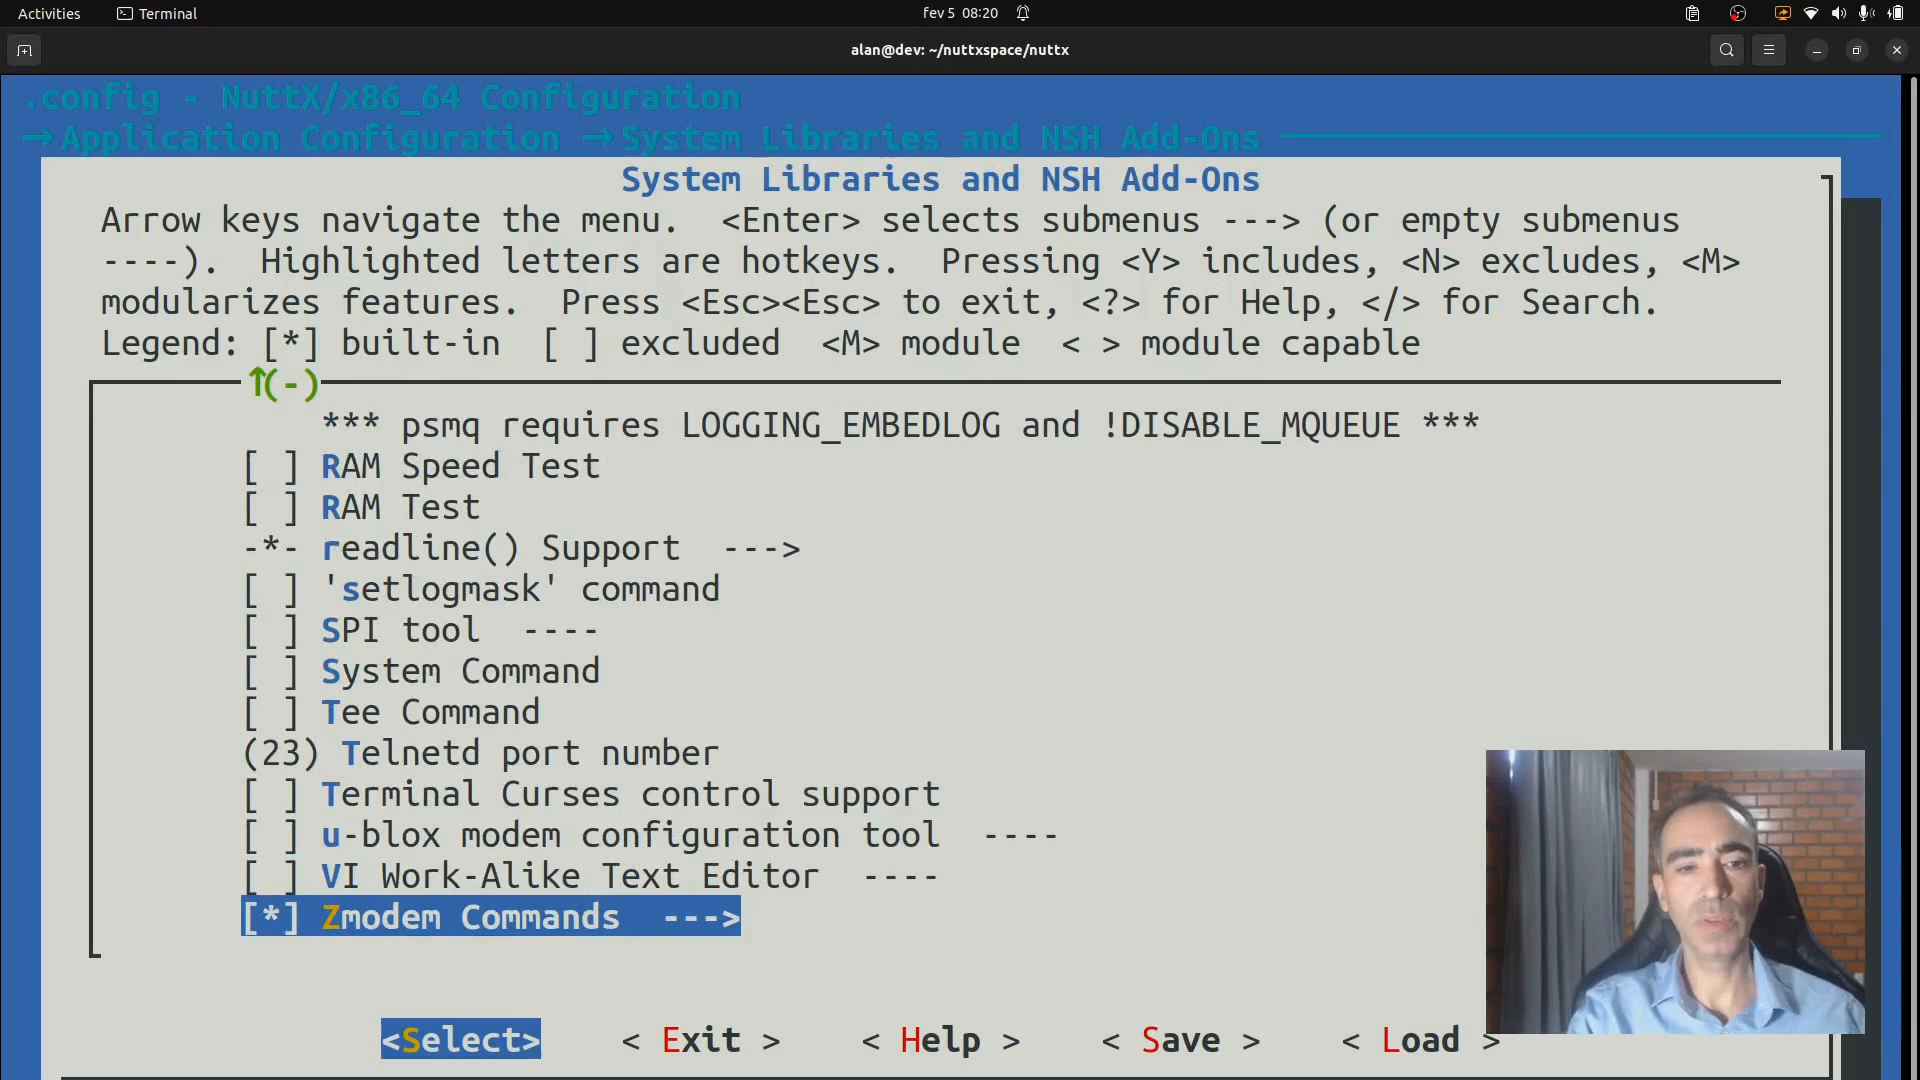 Activities Terminal fev 5 08:20
alan@dev: ~/nuttxspace/nuttx
.config - NuttX/x86_64 Configuration
→Application Configuration →System Libraries and NSH Add-Ons
System Libraries and NSH Add-Ons
Arrow keys navigate the menu. <Enter> selects submenus ---> (or empty submenus
----). Highlighted letters are hotkeys. Pressing <Y> includes, <N> excludes, <M>
modularizes features. Press <Esc><Esc> to exit, <?> for Help, </> for Search.
Legend: [*] built-in [ ] excluded <M> module < > module capable
↑(-)
*** psmq requires LOGGING_EMBEDLOG and !DISABLE_MQUEUE ***
[ ] RAM Speed Test
[ ] RAM Test
-*- readline() Support --->
[ ] 'setlogmask' command
[ ] SPI tool ----
[ ] System Command
[ ] Tee Command
(23) Telnetd port number
[ ] Terminal Curses control support
[ ] u-blox modem configuration tool ----
[ ] VI Work-Alike Text Editor ----
[*] Zmodem Commands --->
<Select> < Exit > < Help > < Save > < Load >